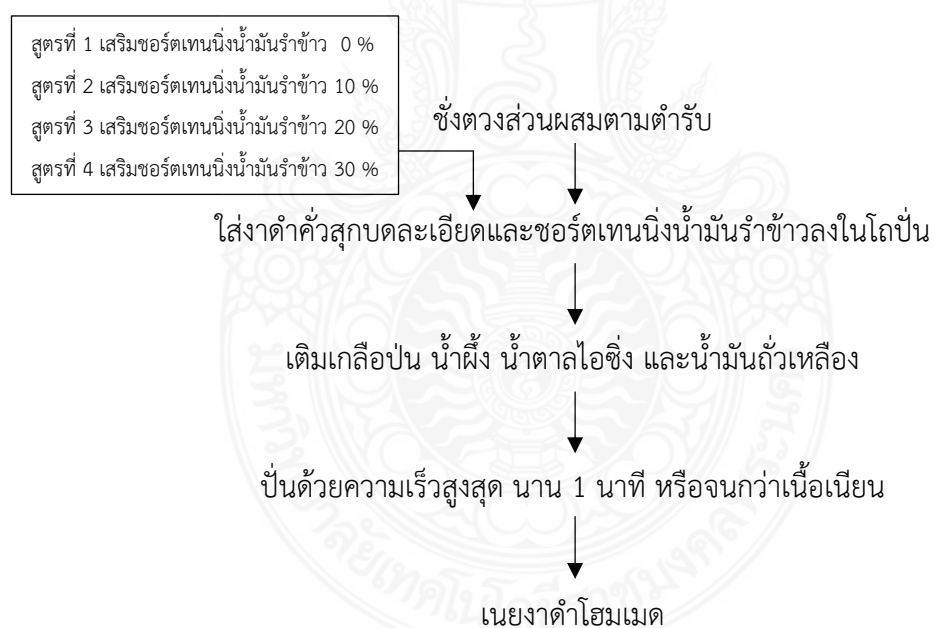 สูตรที่ 1 เสริมชอร์ตเทนนิ่งน้ำมันรำข้าว 0 %
สูตรที่ 2 เสริมชอร์ตเทนนิ่งน้ำมันรำข้าว 10 %
สูตรที่ 3 เสริมชอร์ตเทนนิ่งน้ำมันรำข้าว 20 %
สูตรที่ 4 เสริมชอร์ตเทนนิ่งน้ำมันรำข้าว 30 %
ชั่งตวงส่วนผสมตามตำรับ
ใส่งาดำคั่วสุกบดละเอียดและชอร์ตเทนนิ่งน้ำมันรำข้าวลงในโถปั่น
เติมเกลือป่น น้ำผึ้ง น้ำตาลไอซิ่ง และน้ำมันถั่วเหลือง
ปั่นด้วยความเร็วสูงสุด นาน 1 นาที หรือจนกว่าเนื้อเนียน
เนยงาดำโฮมเมด